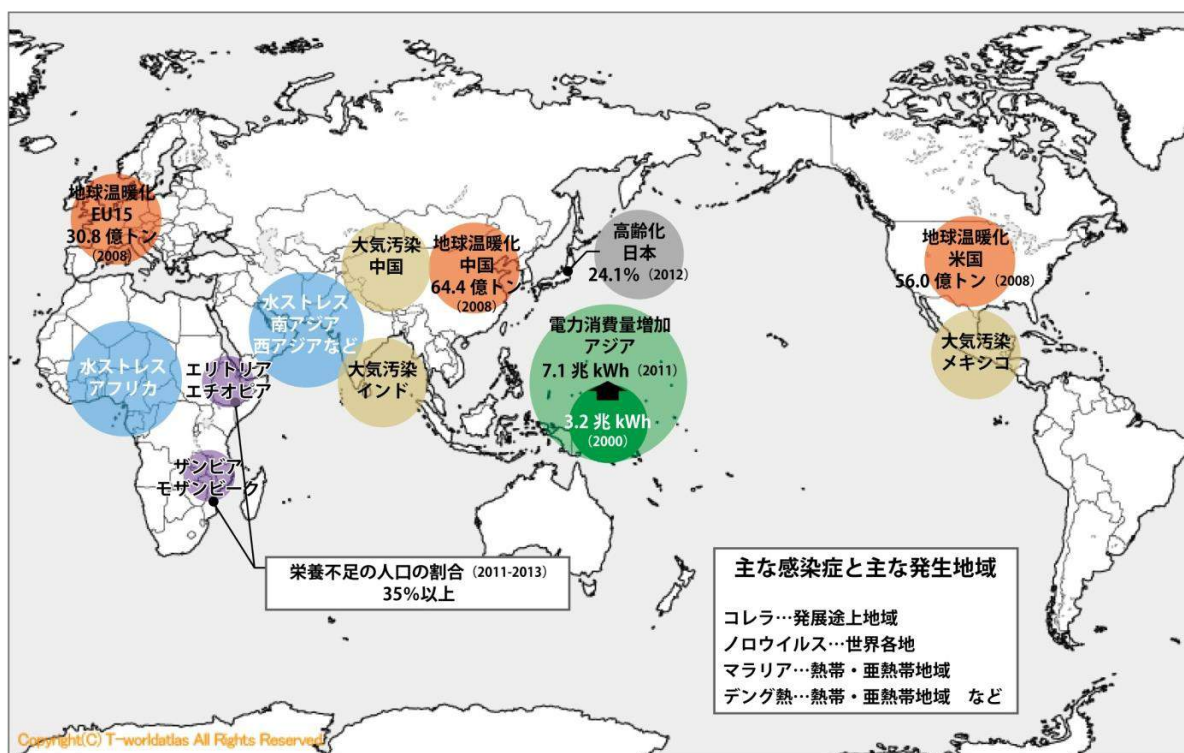 地球温暖化
EU15
30.8 億トン
(2008)
大気汚染
中国
地球温暖化
中国
64.4 億トン
(2008)
高齢化
日本
24.1% (2012)
地球温暖化
米国
56.0 億トン (2008)
水ストレス
南アジア
西アジアなど
水ストレス
アフリカ
エリトリア
エチオピア
大気汚染
インド
電力消費量増加
アジア
7.1 兆 kWh (2011)
3.2 兆 kWh
(2000)
大気汚染
メキシコ
ザンビア
モザンビーク
栄養不足の人口の割合 (2011-2013)
35%以上
主な感染症と主な発生地域
コレラ…発展途上地域
ノロウイルス…世界各地
マラリア…熱帯・亜熱帯地域
デング熱…熱帯・亜熱帯地域 など
Copyright(C) T-worldatlas All Rights Reserved